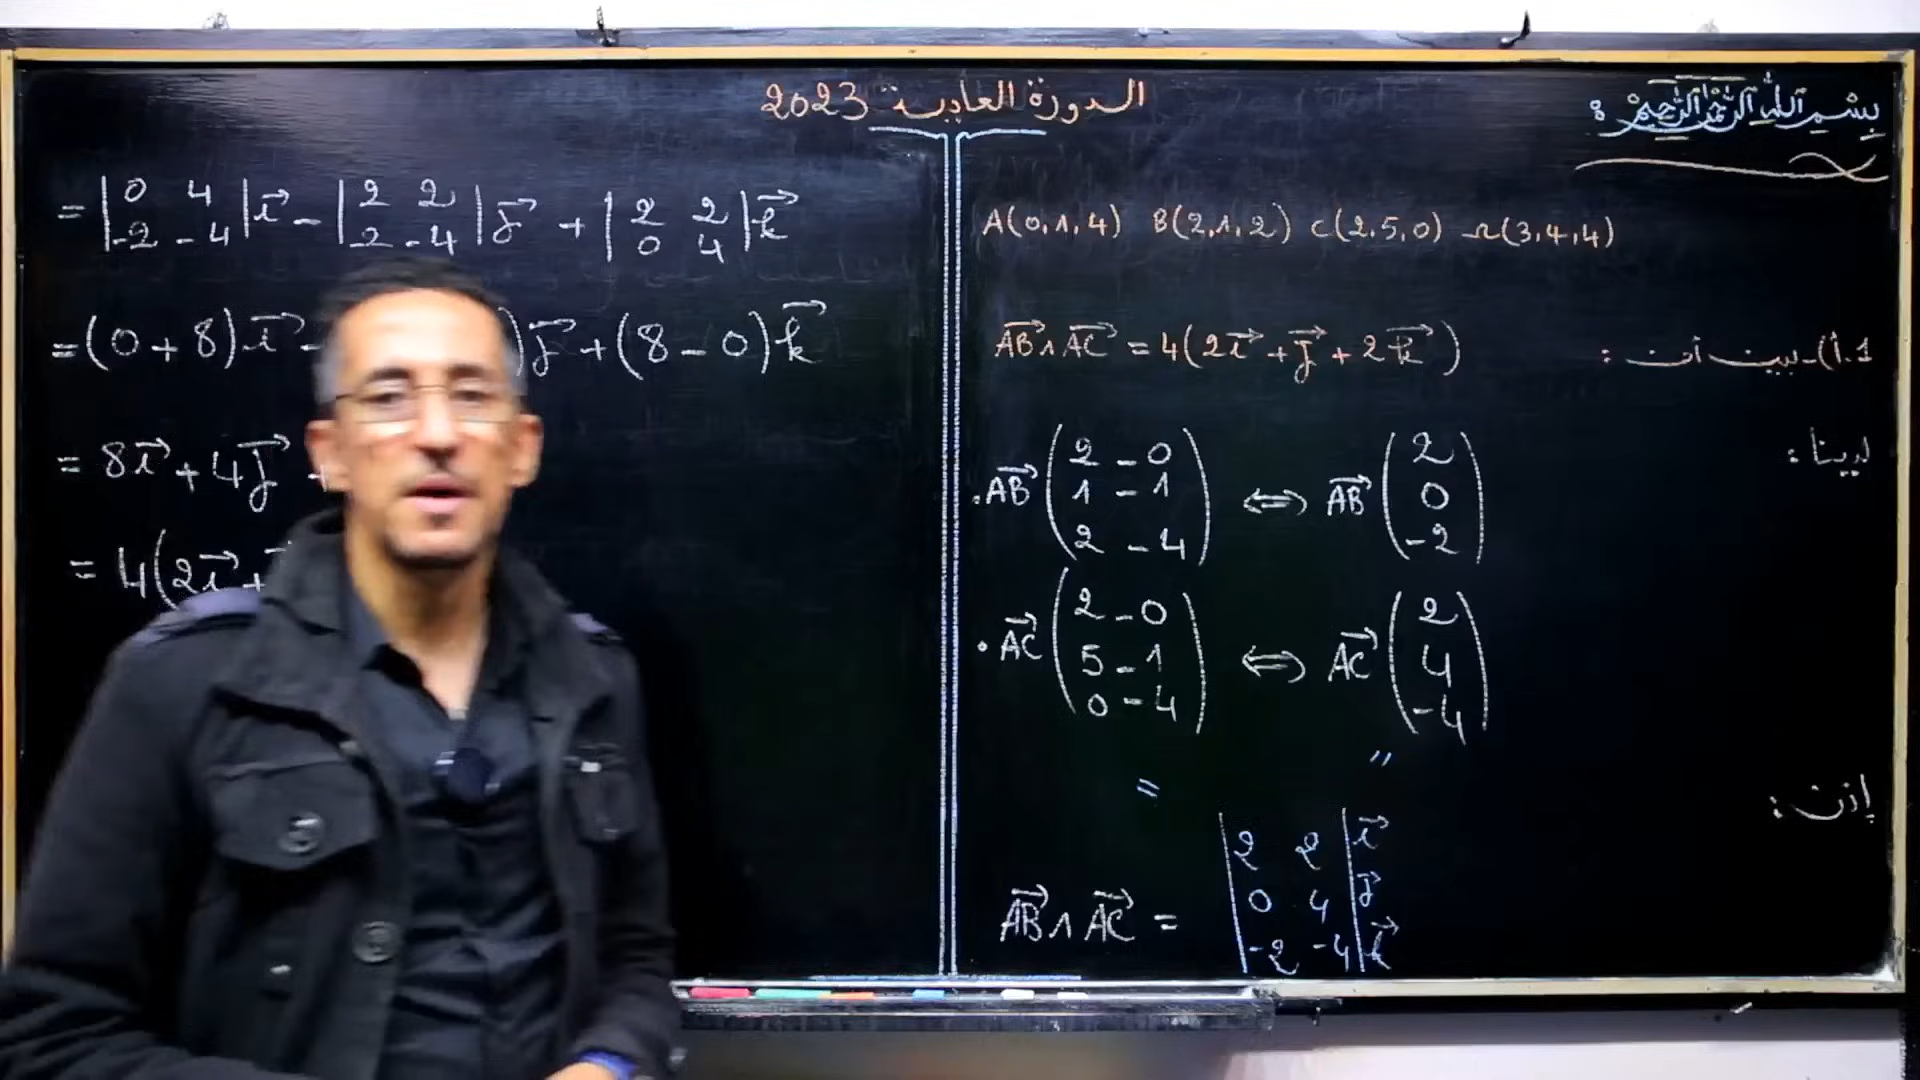 بسم الله الرحمن الرحيم :
الدورة العادية 2023
A(0,1,4) B(2,1,2) C(2,5,0) Ω(3,4,4)
1.أ)- بين أن : AB→ ∧ AC→ = 4(2i→ + j→ + 2k→)
لدينا :
. AB→ (2-0 1-1 2-4) ⟺ AB→ (2 0 -2)
• AC→ (2-0 5-1 0-4) ⟺ AC→ (2 4 -4)
= "
إذن :
AB→ ∧ AC→ = |2 2|i→
|0 4|j→
|-2 -4|k→
= |0 4|i→ - |2 2|j→ + |2 2|k→
|-2 -4| |-2 -4| |0 4|
= (0+8)i→ - )j→ + (8-0)k→
= 8i→ + 4j→ +
= 4(2i→ +